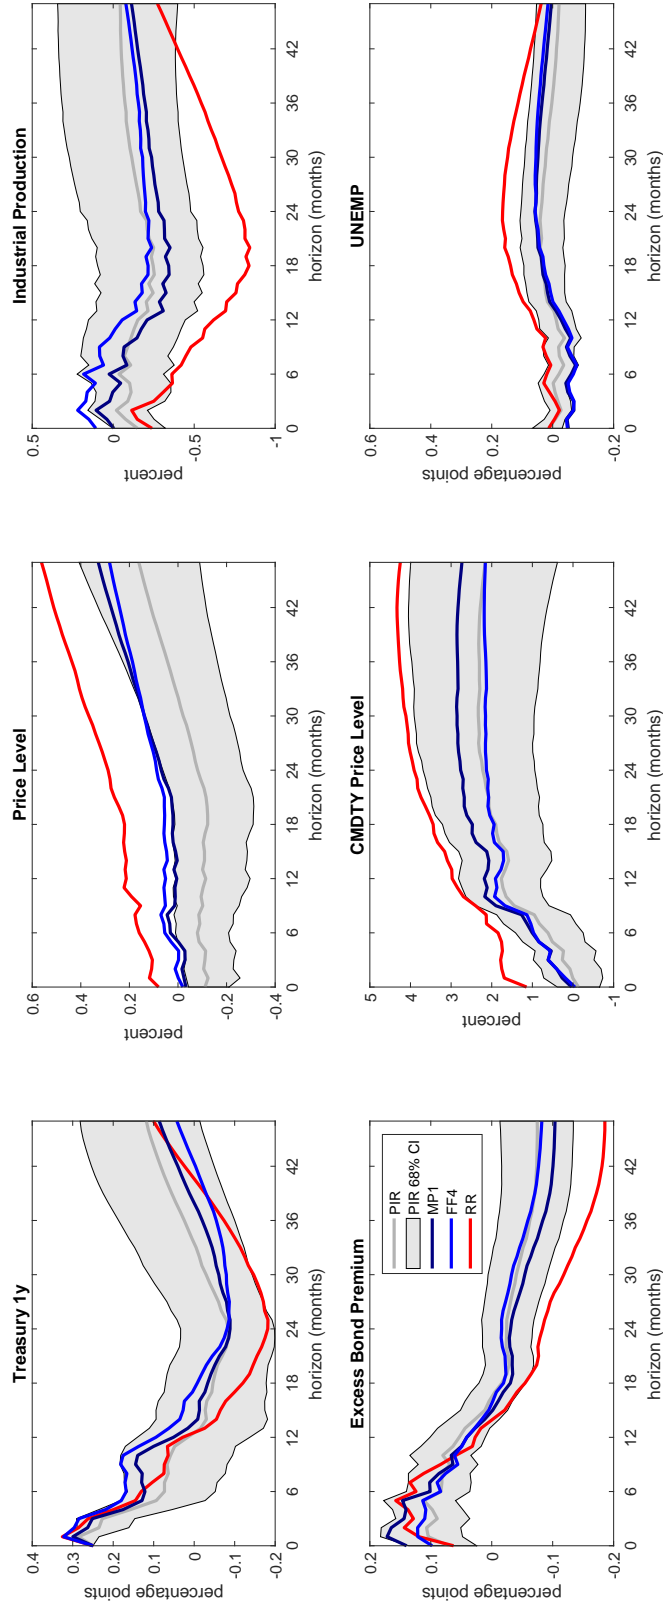 Treasury 1y
percentage points
0.4
0.3
0.2
0.1
0
-0.1
-0.2
0 6 12 18 24 30 36 42
horizon (months)
Price Level
percent
0.6
0.4
0.2
0
-0.2
-0.4
0 6 12 18 24 30 36 42
horizon (months)
Industrial Production
percent
0.5
0
-0.5
-1
0 6 12 18 24 30 36 42
horizon (months)
Excess Bond Premium
percentage points
0.2
0.1
0
-0.1
-0.2
PIR
PIR 68% CI
MP1
FF4
RR
0 6 12 18 24 30 36 42
horizon (months)
CMDTY Price Level
percent
5
4
3
2
1
0
-1
0 6 12 18 24 30 36 42
horizon (months)
UNEMP
percentage points
0.6
0.4
0.2
0
-0.2
0 6 12 18 24 30 36 42
horizon (months)